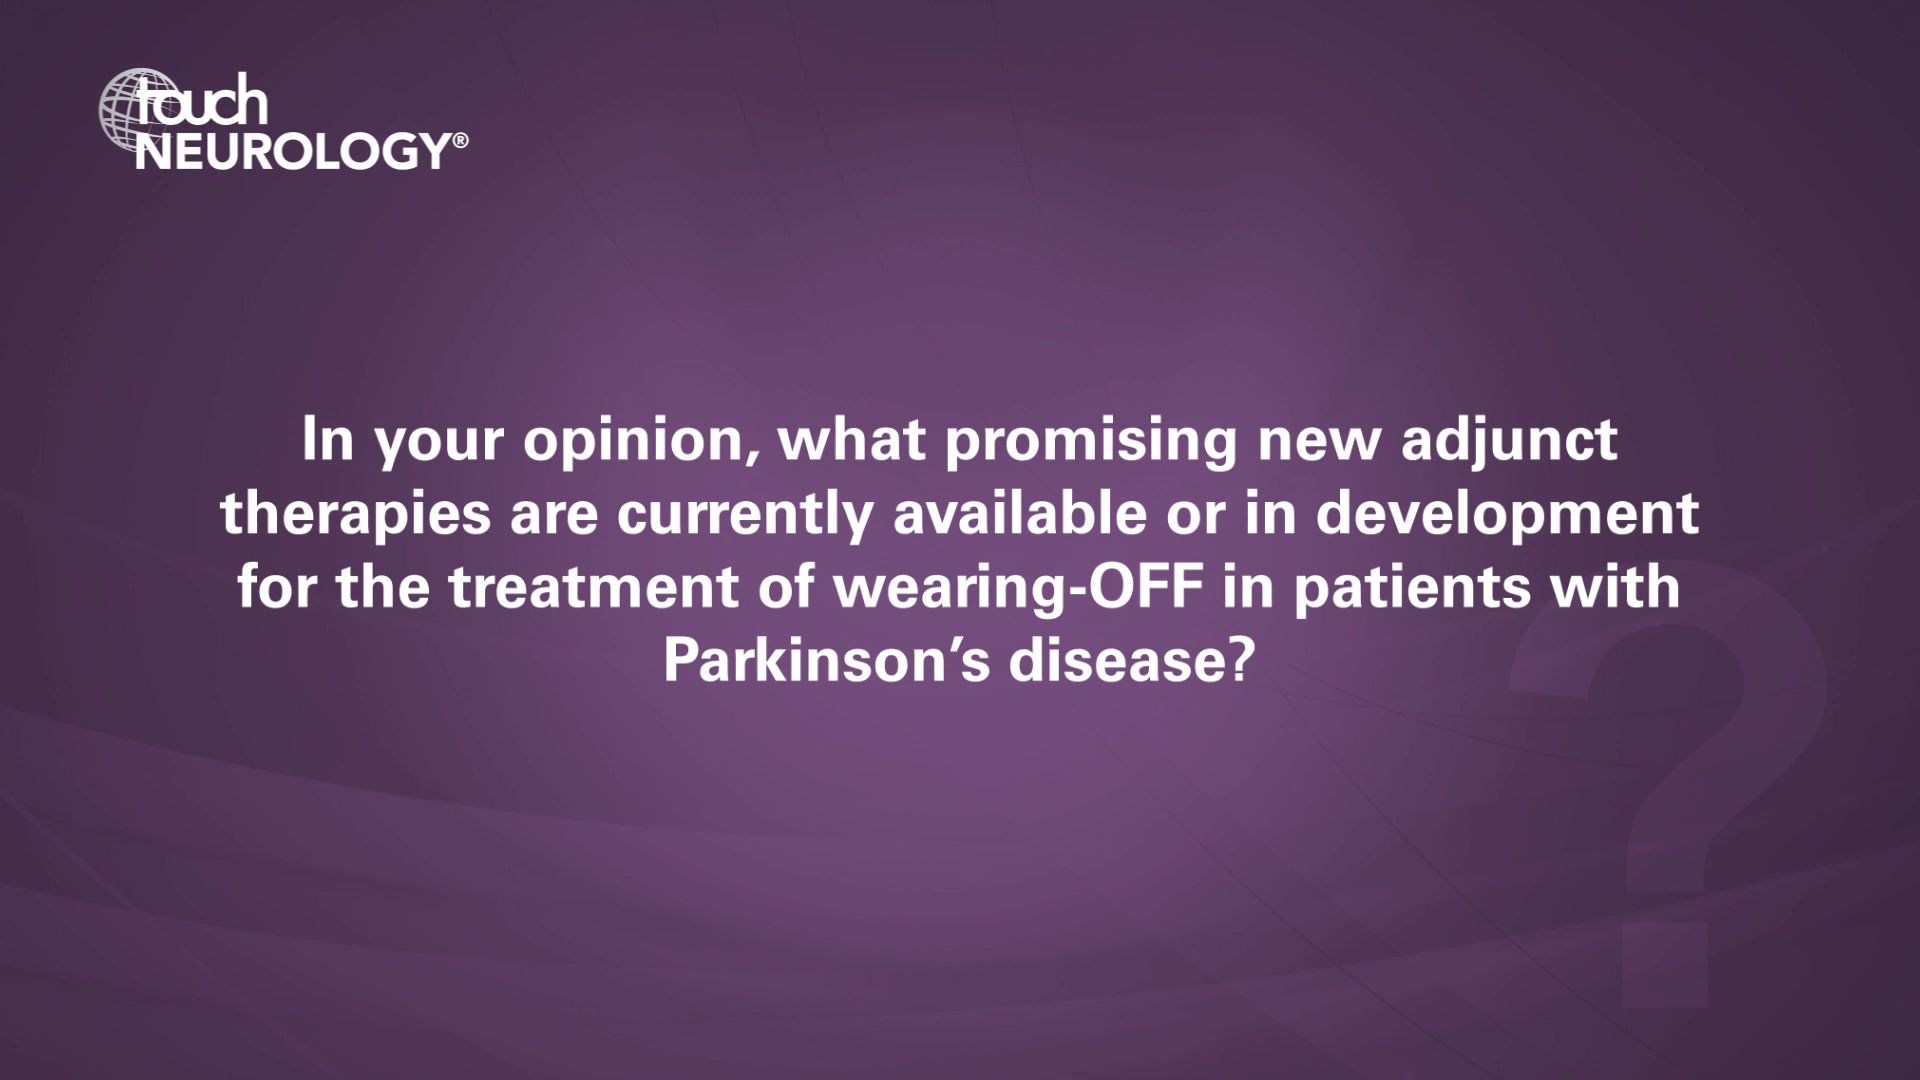 touch
NEUROLOGY®
In your opinion, what promising new adjunct
therapies are currently available or in development
for the treatment of wearing-OFF in patients with
Parkinson’s disease?
?